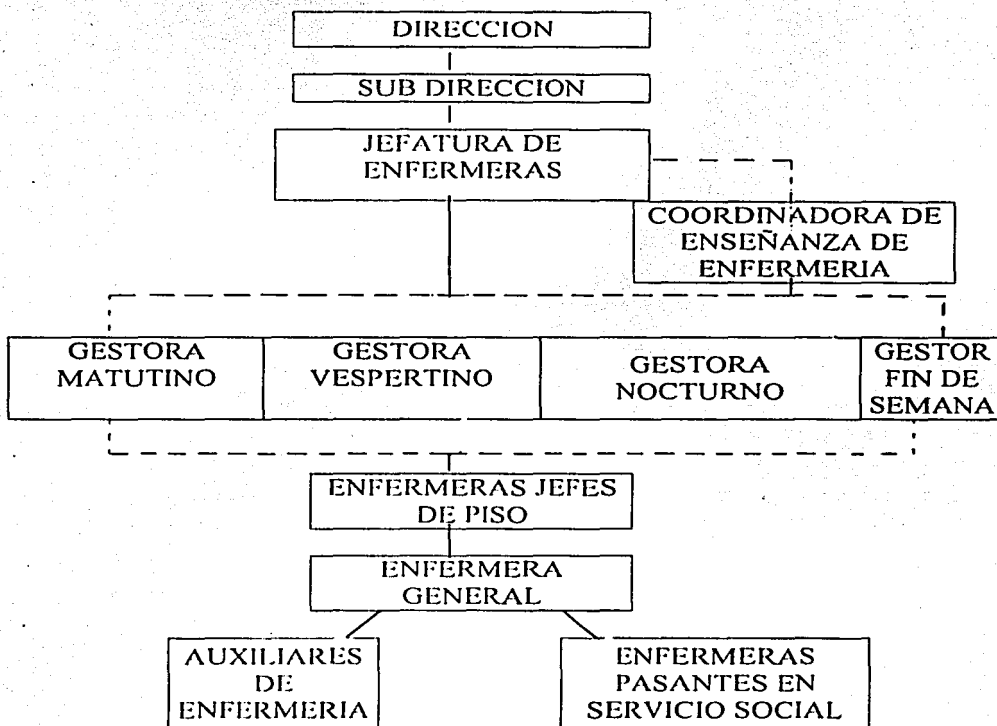 DIRECCION
SUB DIRECCION
JEFATURA DE
ENFERMERAS
COORDINADORA DE
ENSEÑANZA DE
ENFERMERIA
GESTORA
MATUTINO
GESTORA
VESPERTINO
GESTORA
NOCTURNO
GESTOR
FIN DE
SEMANA
ENFERMERAS JEFES
DE PISO
ENFERMERA
GENERAL
AUXILIARES
DE
ENFERMERIA
ENFERMERAS
PASANTES EN
SERVICIO SOCIAL